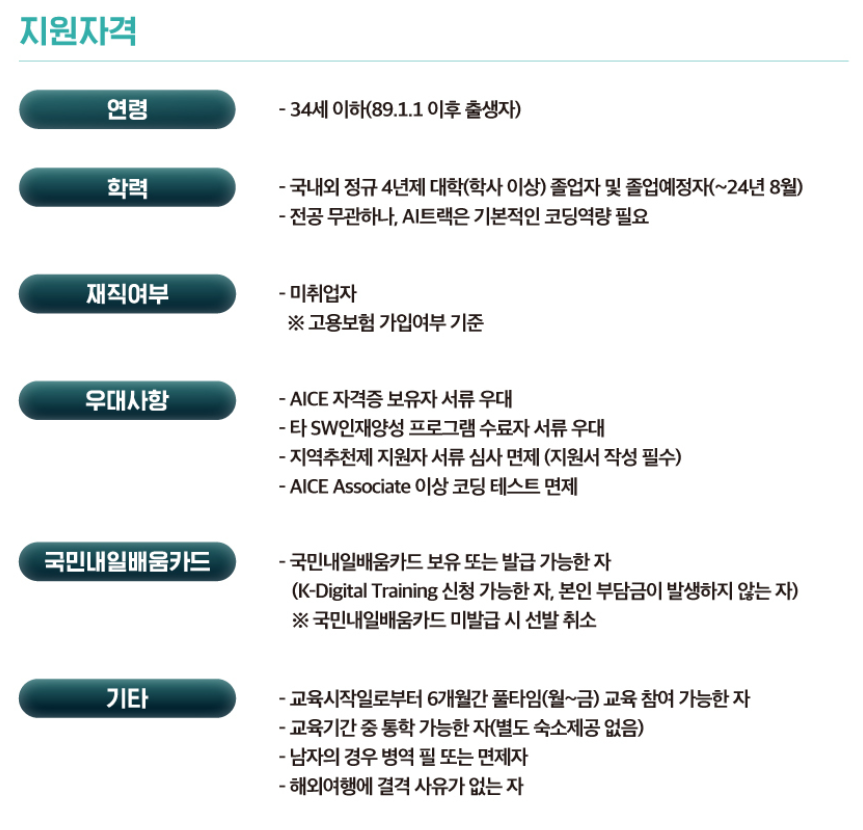 지원자격
연령
- 34세 이하(89.1.1 이후 출생자)
학력
- 국내외 정규 4년제 대학(학사 이상) 졸업자 및 졸업예정자(~24년 8월)
- 전공 무관하나, AI트랙은 기본적인 코딩역량 필요
재직여부
- 미취업자
※ 고용보험 가입여부 기준
우대사항
- AICE 자격증 보유자 서류 우대
- 타 SW인재양성 프로그램 수료자 서류 우대
- 지역추천제 지원자 서류 심사 면제 (지원서 작성 필수)
- AICE Associate 이상 코딩 테스트 면제
국민내일배움카드
- 국민내일배움카드 보유 또는 발급 가능한 자
(K-Digital Training 신청 가능한 자, 본인 부담금이 발생하지 않는 자)
※ 국민내일배움카드 미발급 시 선발 취소
기타
- 교육시작일로부터 6개월간 풀타임(월~금) 교육 참여 가능한 자
- 교육기간 중 통학 가능한 자(별도 숙소제공 없음)
- 남자의 경우 병역 필 또는 면제자
- 해외여행에 결격 사유가 없는 자